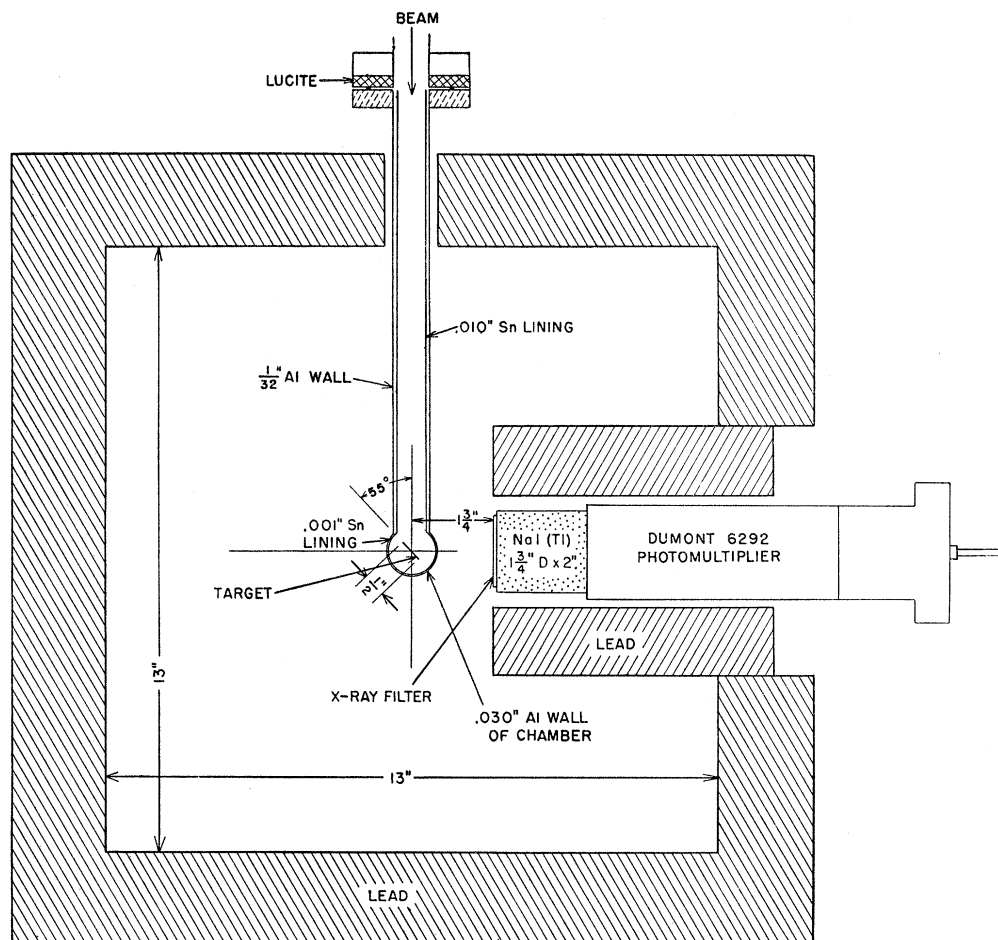 BEAM
LUCITE
.010" Sn LINING
1/32" Al WALL
55°
1 3/4"
.001" Sn
LINING
NaI (Tl)
1 3/4" D x 2"
DUMONT 6292
PHOTOMULTIPLIER
TARGET
1/2"
LEAD
X-RAY FILTER
.030" Al WALL
OF CHAMBER
13"
13"
LEAD